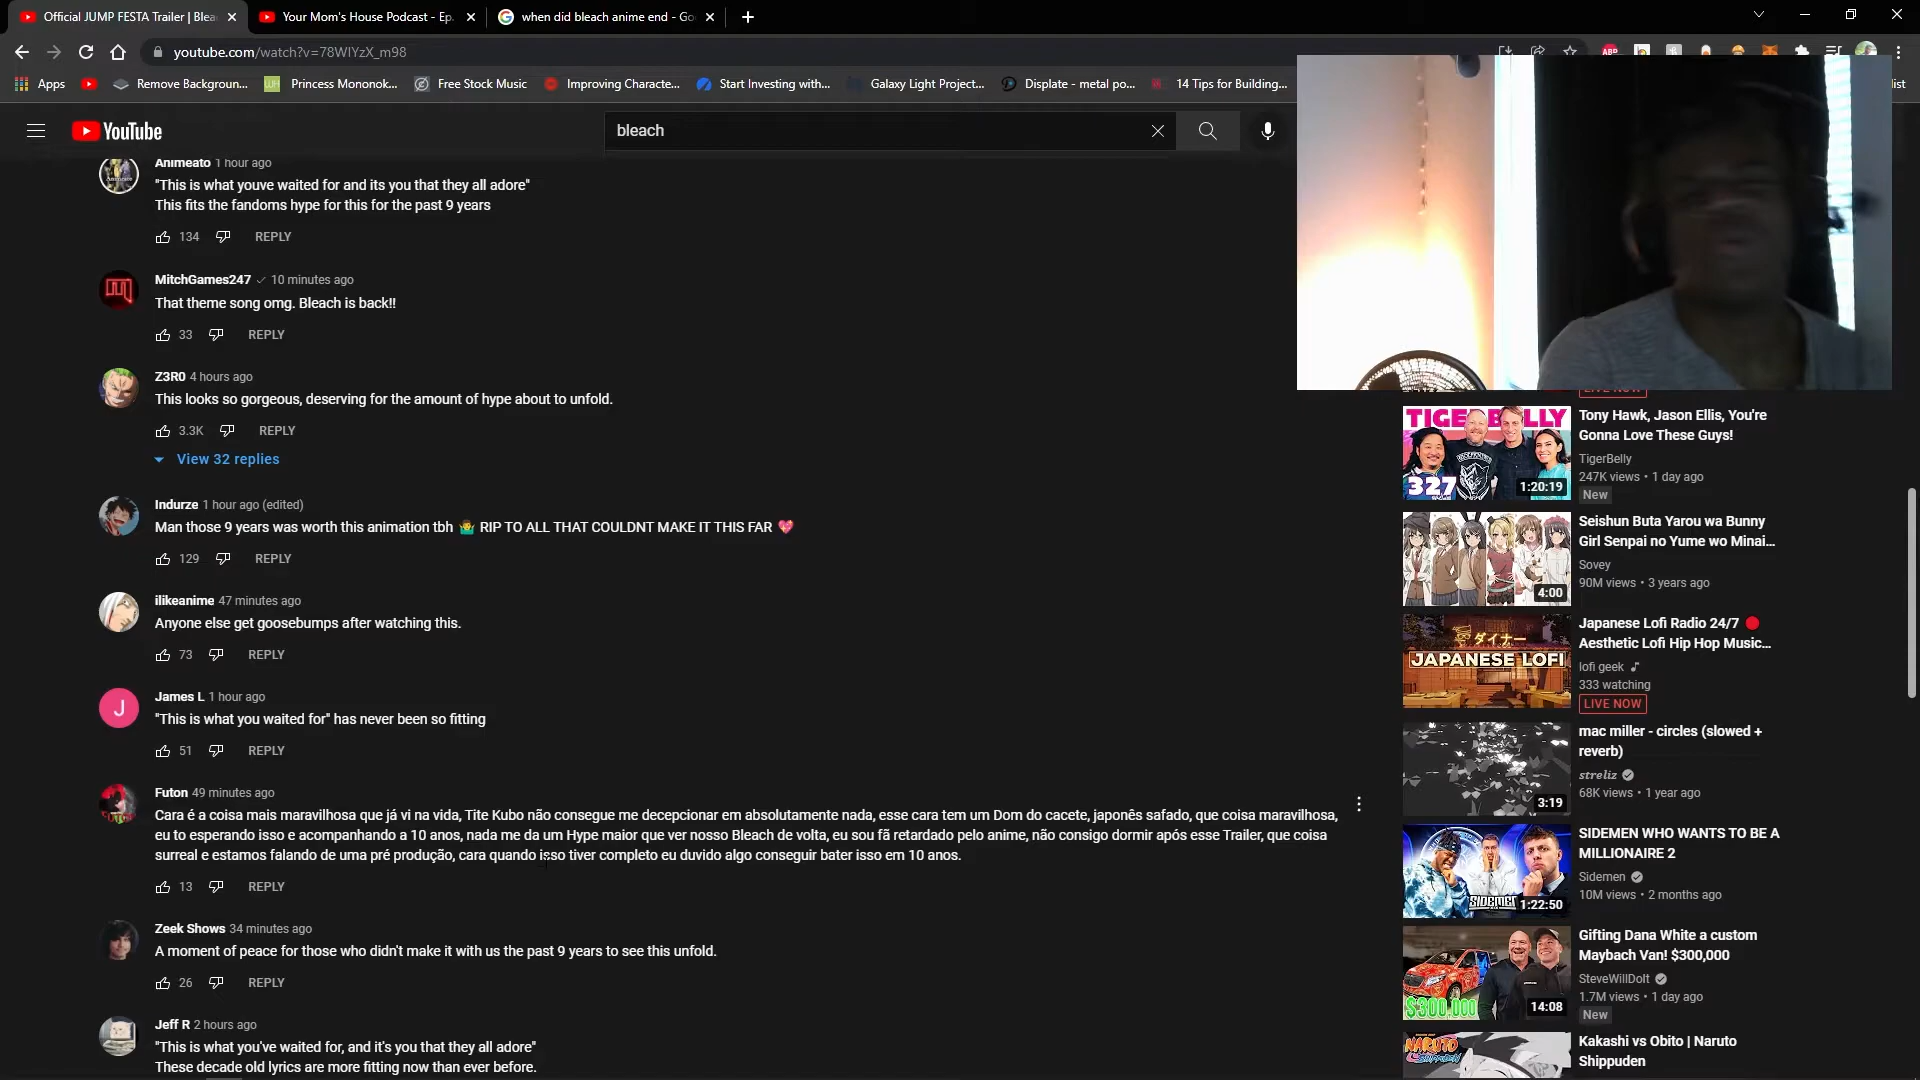 Official JUMP FESTA Trailer | Blea
Your Mom's House Podcast - Ep.
when did bleach anime end - Go
youtube.com/watch?v=78WIYzX_m98
Apps
Remove Backgroun...
Princess Mononok...
Free Stock Music
Improving Characte...
Start Investing with...
Galaxy Light Project...
Displate - metal po...
14 Tips for Building...
list
YouTube
bleach
Animeato 1 hour ago
"This is what youve waited for and its you that they all adore"
This fits the fandoms hype for this for the past 9 years
134 REPLY
MitchGames247 10 minutes ago
That theme song omg. Bleach is back!!
33 REPLY
Z3R0 4 hours ago
This looks so gorgeous, deserving for the amount of hype about to unfold.
3.3K REPLY
View 32 replies
Indurze 1 hour ago (edited)
Man those 9 years was worth this animation tbh 🤷‍♂️ RIP TO ALL THAT COULDNT MAKE IT THIS FAR 💖
129 REPLY
ilikeanime 47 minutes ago
Anyone else get goosebumps after watching this.
73 REPLY
James L 1 hour ago
"This is what you waited for" has never been so fitting
51 REPLY
Futon 49 minutes ago
Cara é a coisa mais maravilhosa que já vi na vida, Tite Kubo não consegue me decepcionar em absolutamente nada, esse cara tem um Dom do cacete, japonês safado, que coisa maravilhosa,
eu to esperando isso e acompanhando a 10 anos, nada me da um Hype maior que ver nosso Bleach de volta, eu sou fã retardado pelo anime, não consigo dormir após esse Trailer, que coisa
surreal e estamos falando de uma pré produção, cara quando isso tiver completo eu duvido algo conseguir bater isso em 10 anos.
13 REPLY
Zeek Shows 34 minutes ago
A moment of peace for those who didn't make it with us the past 9 years to see this unfold.
26 REPLY
Jeff R 2 hours ago
"This is what you've waited for, and it's you that they all adore"
These decade old lyrics are more fitting now than ever before.
LIVE NOW
327
1:20:19
Tony Hawk, Jason Ellis, You're
Gonna Love These Guys!
TigerBelly
247K views • 1 day ago
New
4:00
Seishun Buta Yarou wa Bunny
Girl Senpai no Yume wo Minai...
Sovey
90M views • 3 years ago
ダイナー
JAPANESE LOFI
Japanese Lofi Radio 24/7 🔴
Aesthetic Lofi Hip Hop Music...
lofi geek
333 watching
LIVE NOW
3:19
mac miller - circles (slowed +
reverb)
streliz
68K views • 1 year ago
SIDEMEN
1:22:50
SIDEMEN WHO WANTS TO BE A
MILLIONAIRE 2
Sidemen
10M views • 2 months ago
$300,000
14:08
Gifting Dana White a custom
Maybach Van! $300,000
SteveWillDoIt
1.7M views • 1 day ago
New
NARUTO
Kakashi vs Obito | Naruto
Shippuden